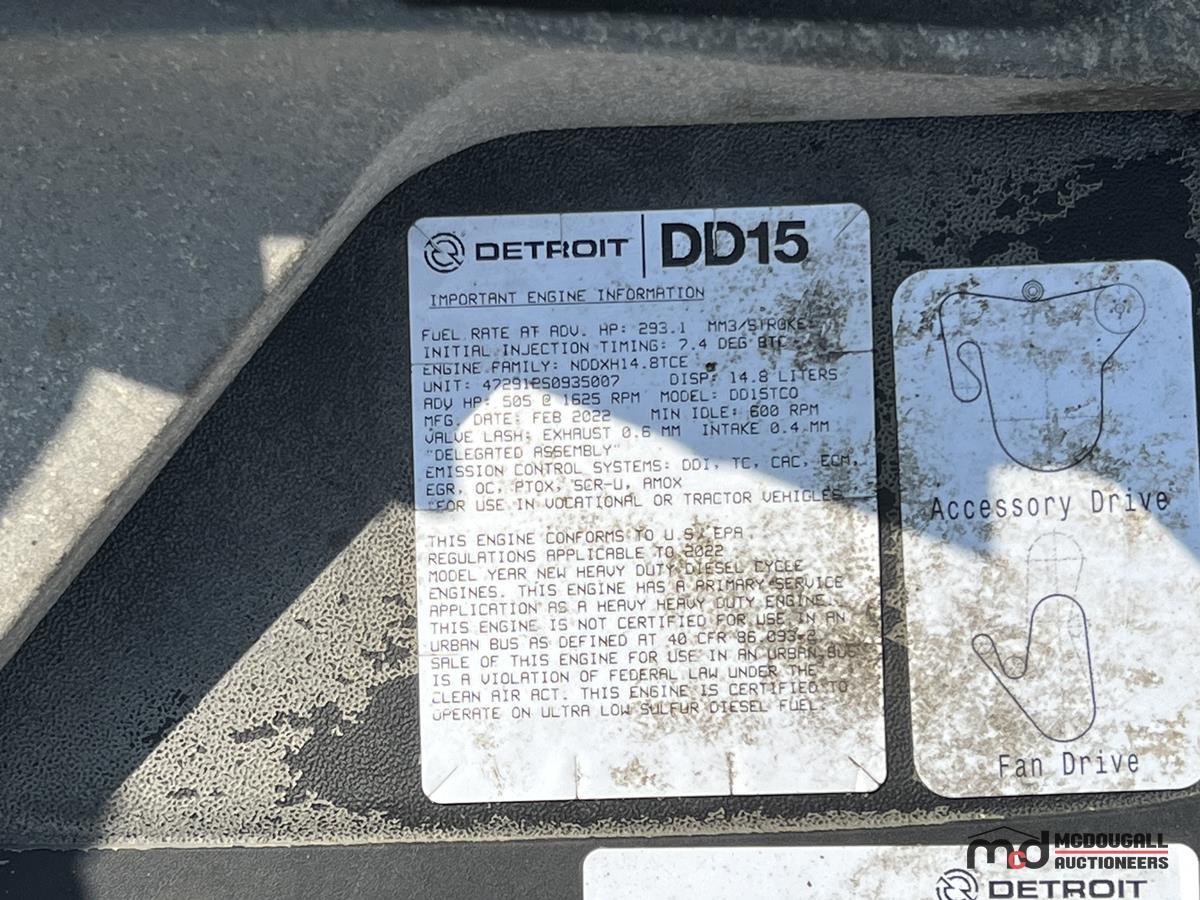 DETROIT DD15
IMPORTANT ENGINE INFORMATION
FUEL RATE AT ADV. HP: 293.1 MM3/STROKE
INITIAL INJECTION TIMING: 7.4 DEG BTC
ENGINE FAMILY: NDDXH14.8TCE
UNIT: 472912S0935007 DISP: 14.8 LITERS
ADV HP: 505 @ 1625 RPM MODEL: DD15TCO
MFG. DATE: FEB 2022 MIN IDLE: 600 RPM
VALVE LASH: EXHAUST 0.6 MM INTAKE 0.4 MM
"DELEGATED ASSEMBLY"
EMISSION CONTROL SYSTEMS: DDI, TC, CAC, ECM,
EGR, OC, PTOX, SCR-U, AMOX
"FOR USE IN VOCATIONAL OR TRACTOR VEHICLES
THIS ENGINE CONFORMS TO U.S. EPA
REGULATIONS APPLICABLE TO 2022
MODEL YEAR NEW HEAVY DUTY DIESEL CYCLE
ENGINES. THIS ENGINE HAS A PRIMARY SERVICE
APPLICATION AS A HEAVY HEAVY DUTY ENGINE.
THIS ENGINE IS NOT CERTIFIED FOR USE IN AN
URBAN BUS AS DEFINED AT 40 CFR 86.093-2
SALE OF THIS ENGINE FOR USE IN AN URBAN BUS
IS A VIOLATION OF FEDERAL LAW UNDER THE
CLEAN AIR ACT. THIS ENGINE IS CERTIFIED TO
OPERATE ON ULTRA LOW SULFUR DIESEL FUEL.
Accessory Drive
Fan Drive
DETROIT
mcd MCDOUGALL
AUCTIONEERS